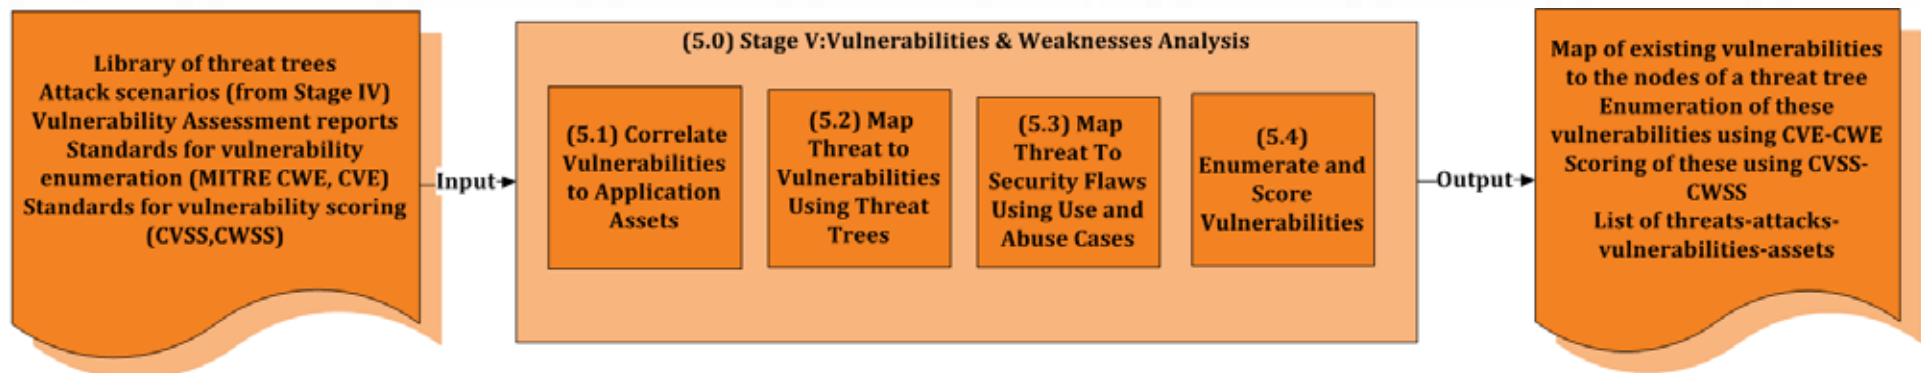 Library of threat trees
Attack scenarios (from Stage IV)
Vulnerability Assessment reports
Standards for vulnerability
enumeration (MITRE CWE, CVE)
Standards for vulnerability scoring
(CVSS,CWSS)
Input
(5.0) Stage V:Vulnerabilities & Weaknesses Analysis
(5.1) Correlate
Vulnerabilities
to Application
Assets
(5.2) Map
Threat to
Vulnerabilities
Using Threat
Trees
(5.3) Map
Threat To
Security Flaws
Using Use and
Abuse Cases
(5.4)
Enumerate and
Score
Vulnerabilities
Output
Map of existing vulnerabilities
to the nodes of a threat tree
Enumeration of these
vulnerabilities using CVE-CWE
Scoring of these using CVSS-
CWSS
List of threats-attacks-
vulnerabilities-assets